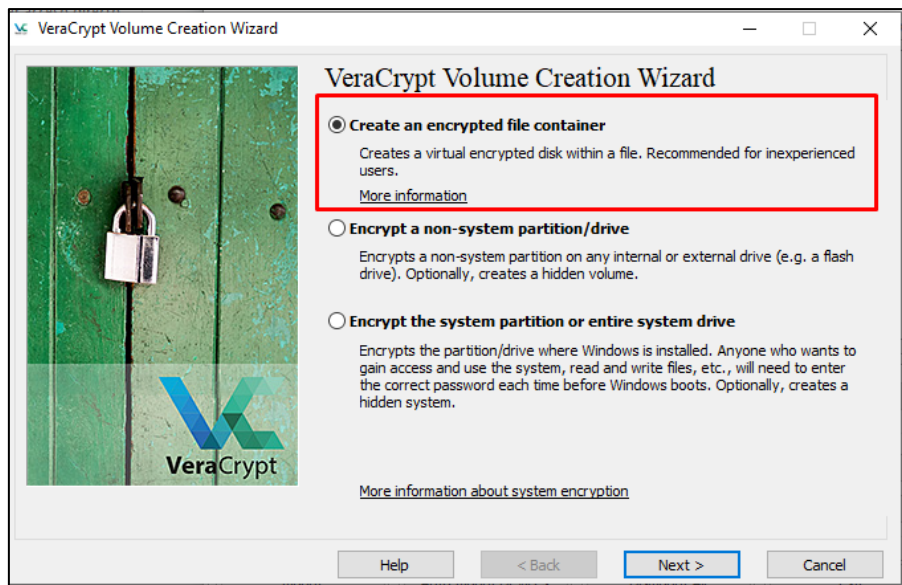 VeraCrypt Volume Creation Wizard
VeraCrypt Volume Creation Wizard
Create an encrypted file container
Creates a virtual encrypted disk within a file. Recommended for inexperienced
users.
More information
Encrypt a non-system partition/drive
Encrypts a non-system partition on any internal or external drive (e.g. a flash
drive). Optionally, creates a hidden volume.
Encrypt the system partition or entire system drive
Encrypts the partition/drive where Windows is installed. Anyone who wants to
gain access and use the system, read and write files, etc., will need to enter
the correct password each time before Windows boots. Optionally, creates a
hidden system.
VeraCrypt
More information about system encryption
Help
< Back
Next >
Cancel